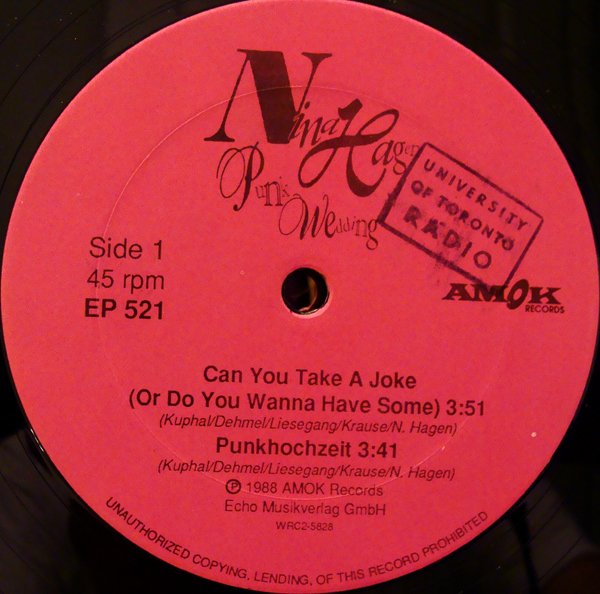 Nina Hagen
Punk
Wedding
UNIVERSITY
OF TORONTO
RADIO
Side 1
45 rpm
EP 521
AMOK
RECORDS
Can You Take A Joke
(Or Do You Wanna Have Some) 3:51
(Kuphal/Dehmel/Liesegang/Krause/N. Hagen)
Punkhochzeit 3:41
(Kuphal/Dehmel/Liesegang/Krause/N. Hagen)
℗ 1988 AMOK Records
Echo Musikverlag GmbH
WRC2-5828
UNAUTHORIZED COPYING, LENDING, OF THIS RECORD PROHIBITED